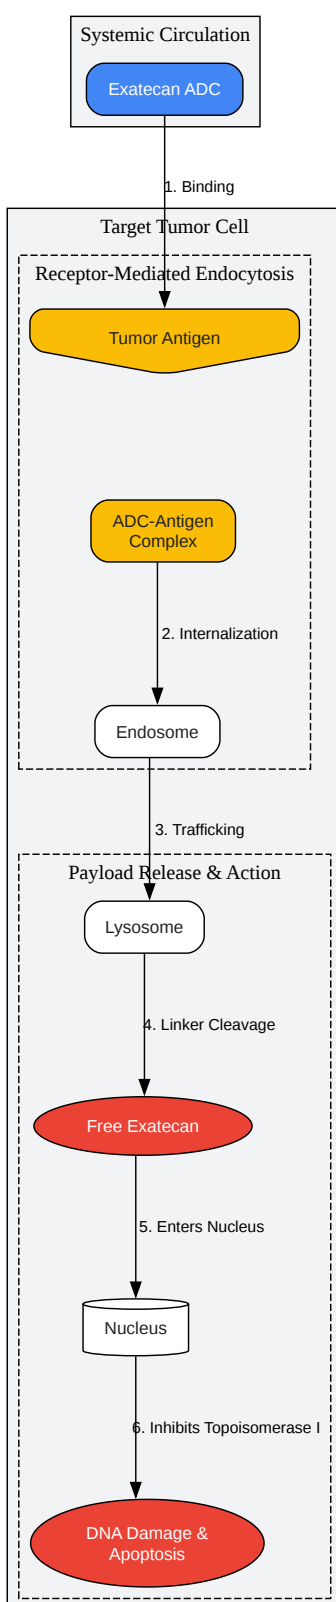 Systemic Circulation
Exatecan ADC
1. Binding
Target Tumor Cell
Receptor-Mediated Endocytosis
Tumor Antigen
ADC-Antigen
Complex
2. Internalization
Endosome
3. Trafficking
Payload Release & Action
Lysosome
4. Linker Cleavage
Free Exatecan
5. Enters Nucleus
Nucleus
6. Inhibits Topoisomerase I
DNA Damage &
Apoptosis